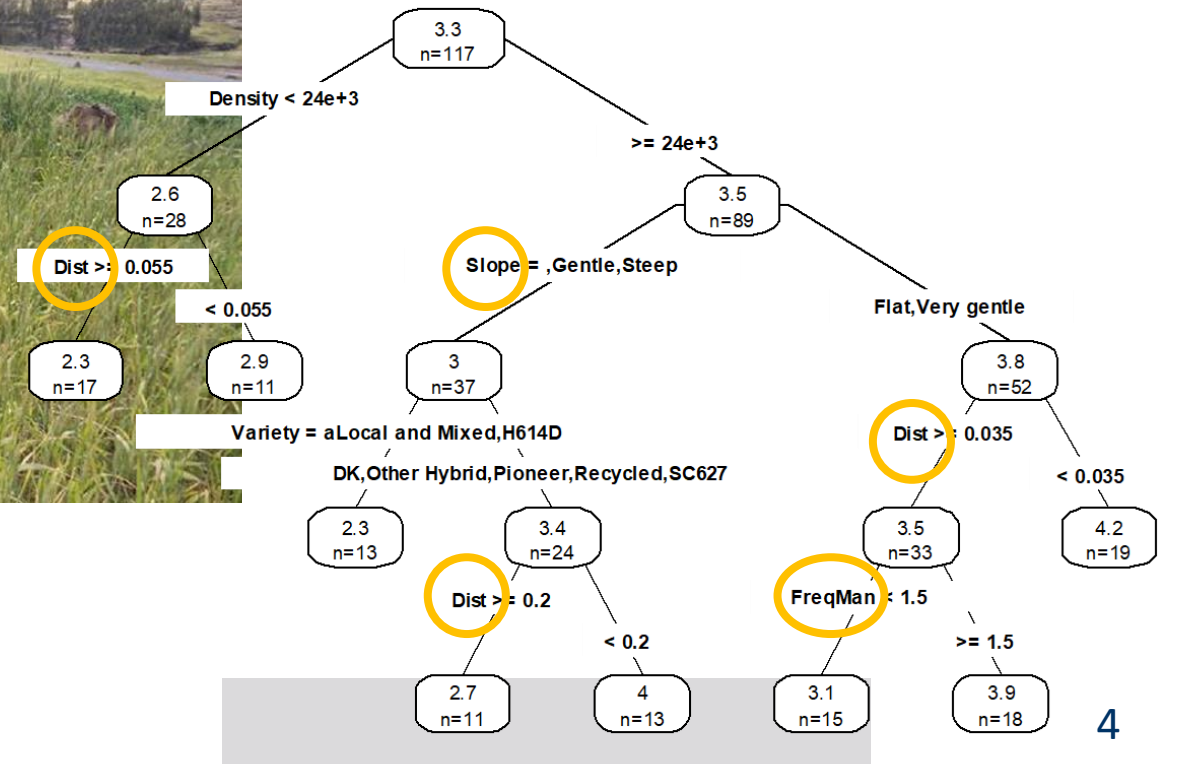 3.3
n=117
Density < 24e+3
>= 24e+3
2.6
n=28
3.5
n=89
Dist >= 0.055
< 0.055
Slope = ,Gentle,Steep
Flat,Very gentle
2.3
n=17
2.9
n=11
3
n=37
3.8
n=52
Variety = aLocal and Mixed,H614D
DK,Other Hybrid,Pioneer,Recycled,SC627
Dist >= 0.035
< 0.035
2.3
n=13
3.4
n=24
3.5
n=33
4.2
n=19
Dist >= 0.2
< 0.2
FreqMan < 1.5
>= 1.5
2.7
n=11
4
n=13
3.1
n=15
3.9
n=18
4